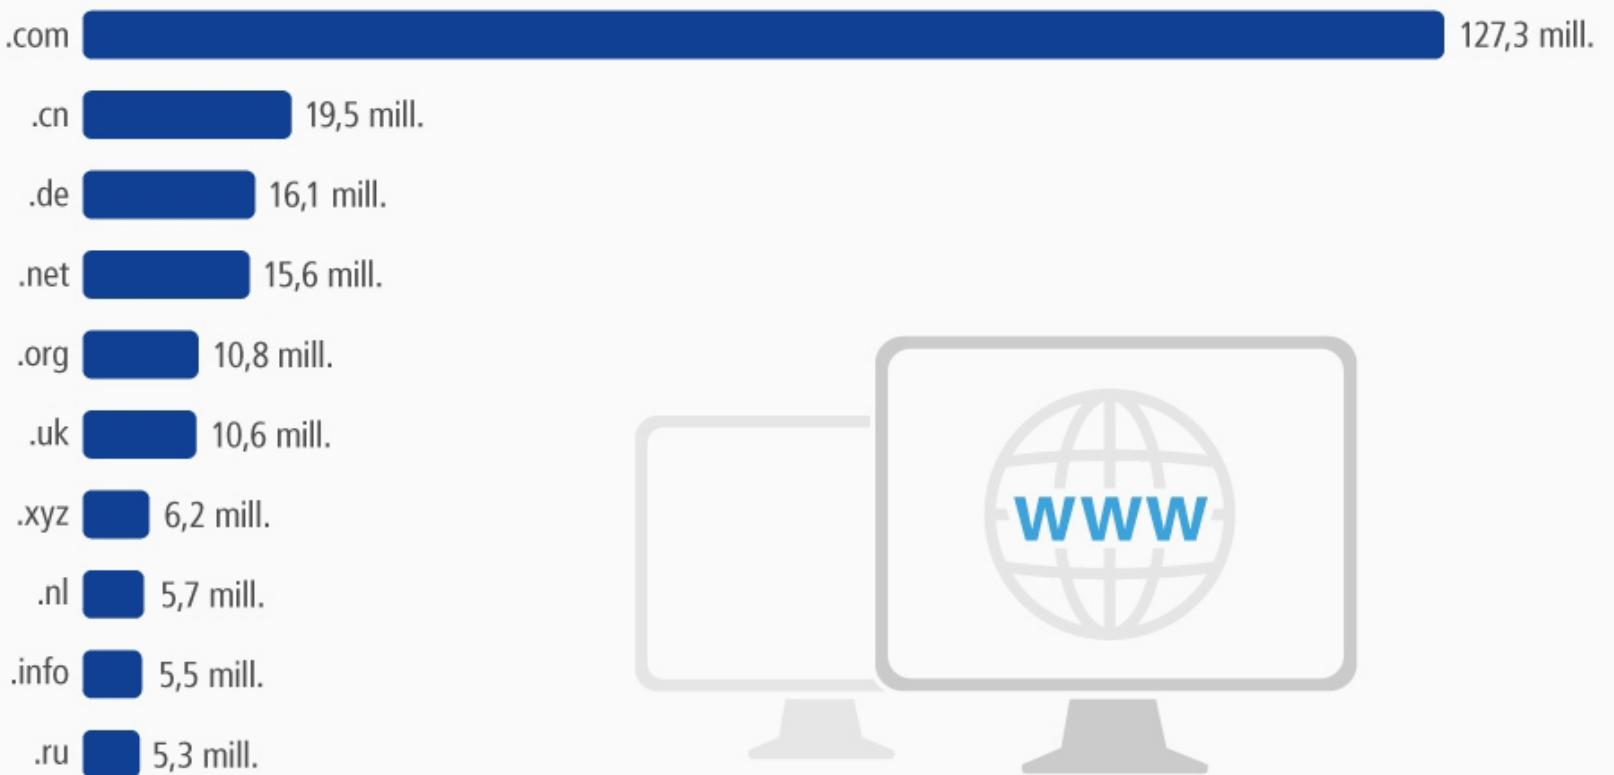 .com 127,3 mill.
.cn 19,5 mill.
.de 16,1 mill.
.net 15,6 mill.
.org 10,8 mill.
.uk 10,6 mill.
.xyz 6,2 mill.
.nl 5,7 mill.
.info 5,5 mill.
.ru 5,3 mill.
www